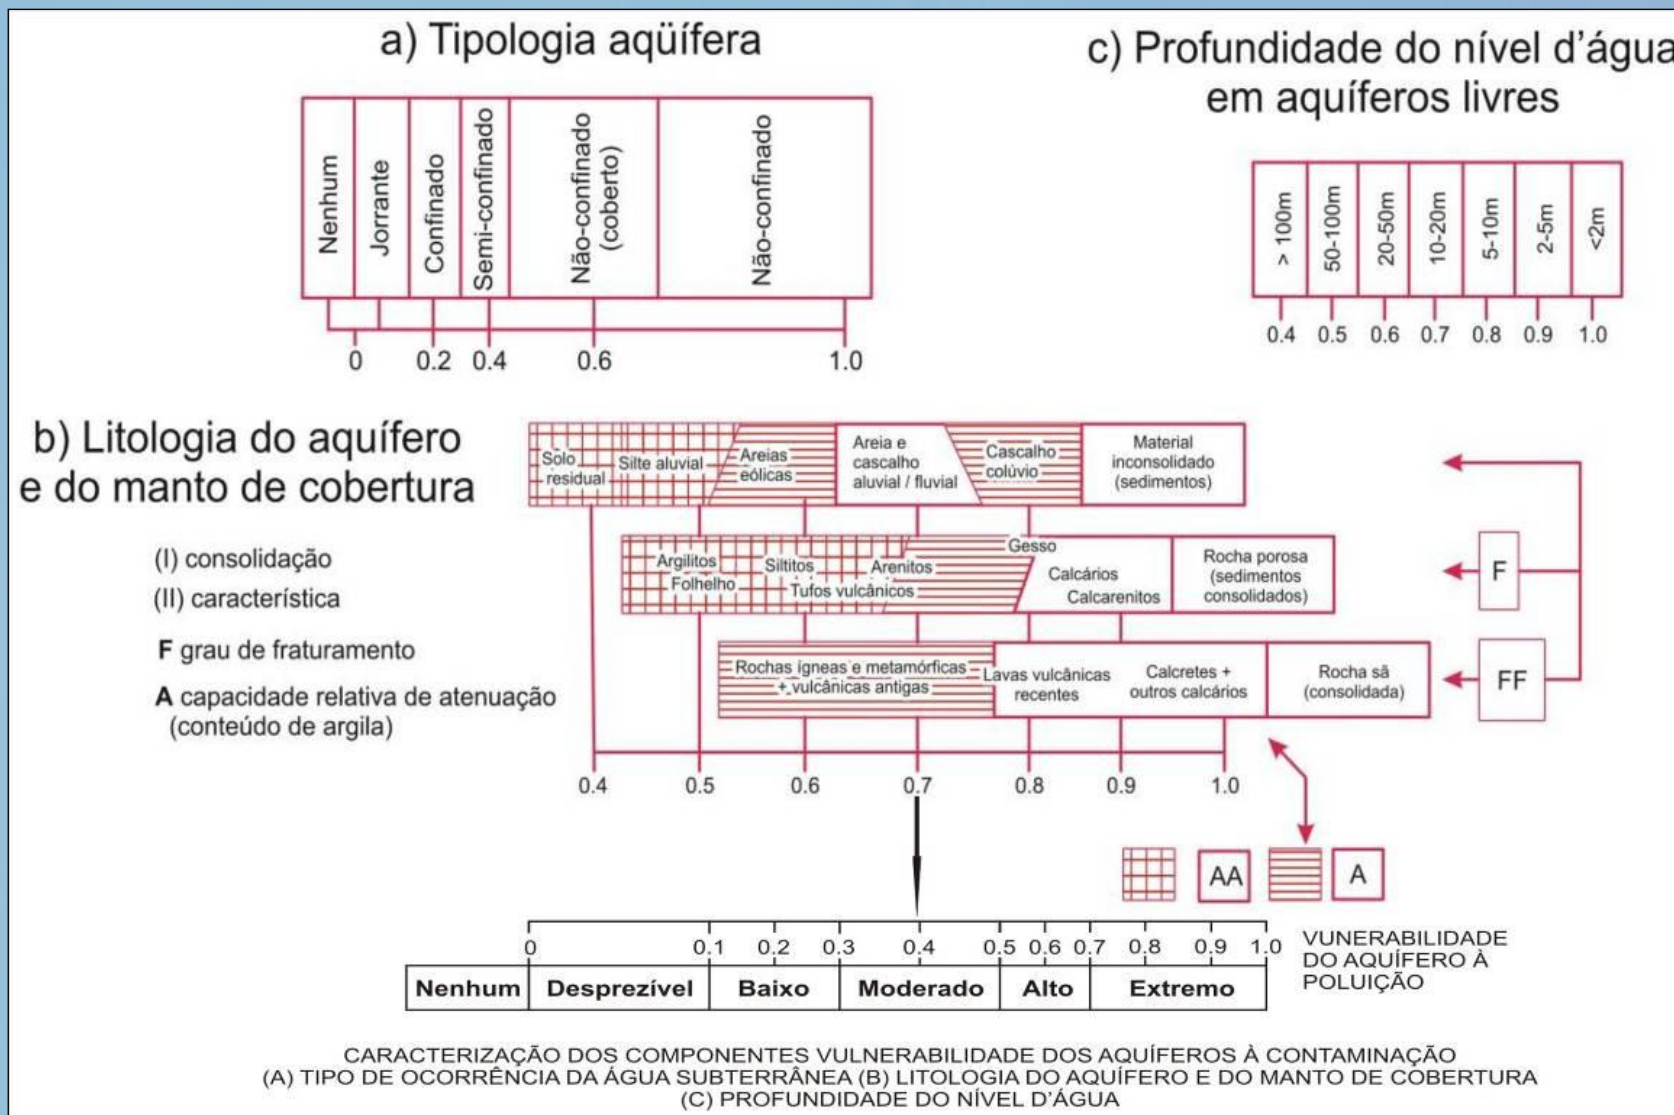 a) Tipologia aqüífera
Nenhum
Jorrante
Confinado
Semi-confinado
Não-confinado
(coberto)
Não-confinado
0 0.2 0.4 0.6 1.0
c) Profundidade do nível d'água
em aquíferos livres
> 100m
50-100m
20-50m
10-20m
5-10m
2-5m
<2m
0.4 0.5 0.6 0.7 0.8 0.9 1.0
b) Litologia do aquífero
e do manto de cobertura
(I) consolidação
(II) característica
F grau de fraturamento
A capacidade relativa de atenuação
(conteúdo de argila)
Solo
residual
Silte aluvial
Areias
eólicas
Areia e
cascalho
aluvial / fluvial
Cascalho
colúvio
Material
inconsolidado
(sedimentos)
Argilitos
Folhelho
Siltitos
Tufos vulcânicos
Arenitos
Gesso
Calcários
Calcarenitos
Rocha porosa
(sedimentos
consolidados)
F
Rochas ígneas e metamórficas
+ vulcânicas antigas
Lavas vulcânicas
recentes
Calcretes +
outros calcários
Rocha sã
(consolidada)
FF
0.4 0.5 0.6 0.7 0.8 0.9 1.0
AA
A
0 0.1 0.2 0.3 0.4 0.5 0.6 0.7 0.8 0.9 1.0
Nenhum Desprezível Baixo Moderado Alto Extremo
VUNERABILIDADE
DO AQUÍFERO À
POLUIÇÃO
CARACTERIZAÇÃO DOS COMPONENTES VULNERABILIDADE DOS AQUÍFEROS À CONTAMINAÇÃO
(A) TIPO DE OCORRÊNCIA DA ÁGUA SUBTERRÂNEA (B) LITOLOGIA DO AQUÍFERO E DO MANTO DE COBERTURA
(C) PROFUNDIDADE DO NÍVEL D'ÁGUA